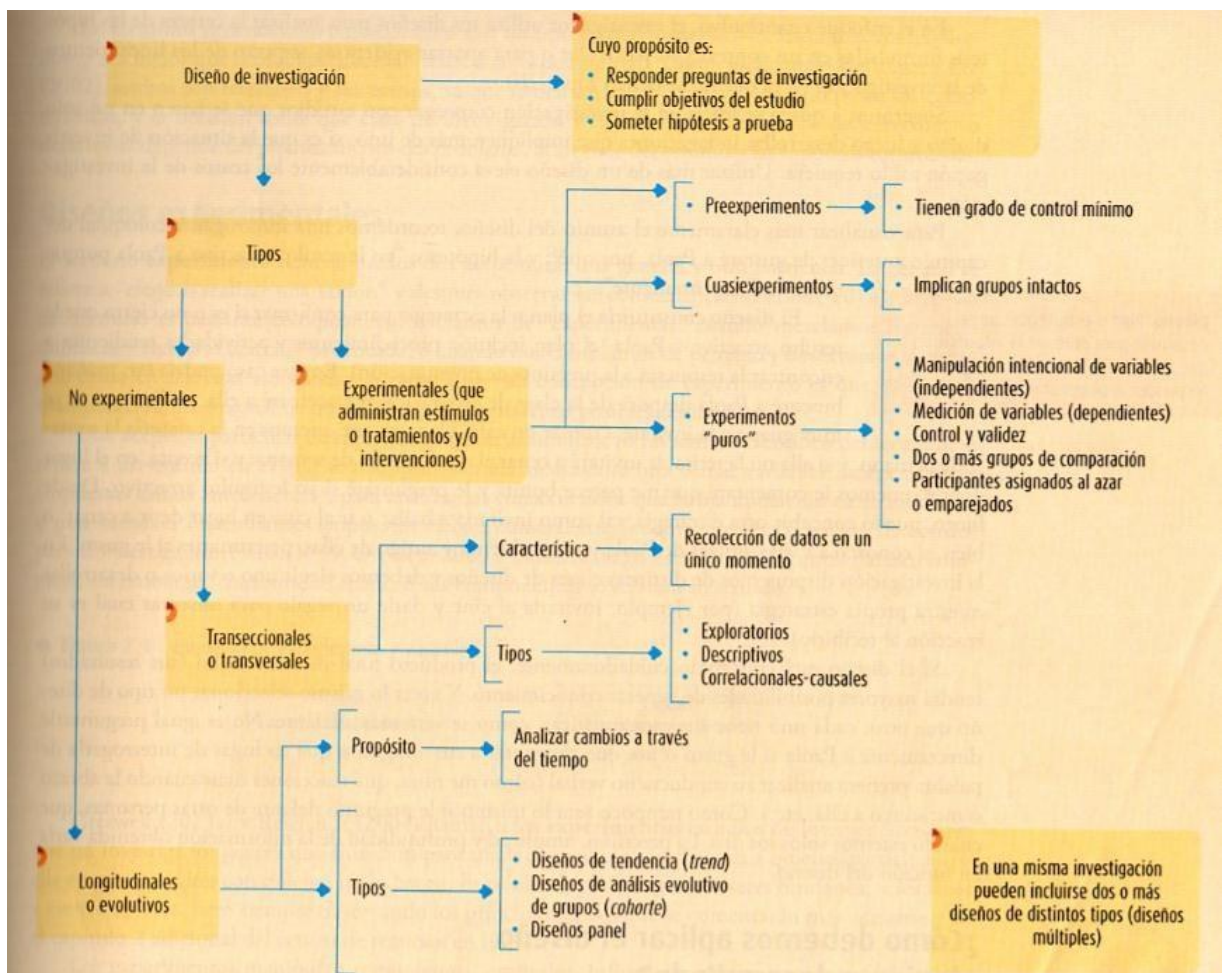 Diseño de investigación
Cuyo propósito es:
• Responder preguntas de investigación
• Cumplir objetivos del estudio
• Someter hipótesis a prueba
Tipos
Preexperimentos
• Tienen grado de control mínimo
Cuasiexperimentos
• Implican grupos intactos
No experimentales
Experimentales (que
administran estímulos
o tratamientos y/o
intervenciones)
Experimentos
“puros”
• Manipulación intencional de variables
(independientes)
• Medición de variables (dependientes)
• Control y validez
• Dos o más grupos de comparación
• Participantes asignados al azar
o emparejados
Transeccionales
o transversales
Característica
Recolección de datos en un
único momento
Tipos
• Exploratorios
• Descriptivos
• Correlacionales-causales
Longitudinales
o evolutivos
Propósito
Analizar cambios a través
del tiempo
Tipos
• Diseños de tendencia (trend)
• Diseños de análisis evolutivo
de grupos (cohorte)
• Diseños panel
En una misma investigación
pueden incluirse dos o más
diseños de distintos tipos (diseños
múltiples)